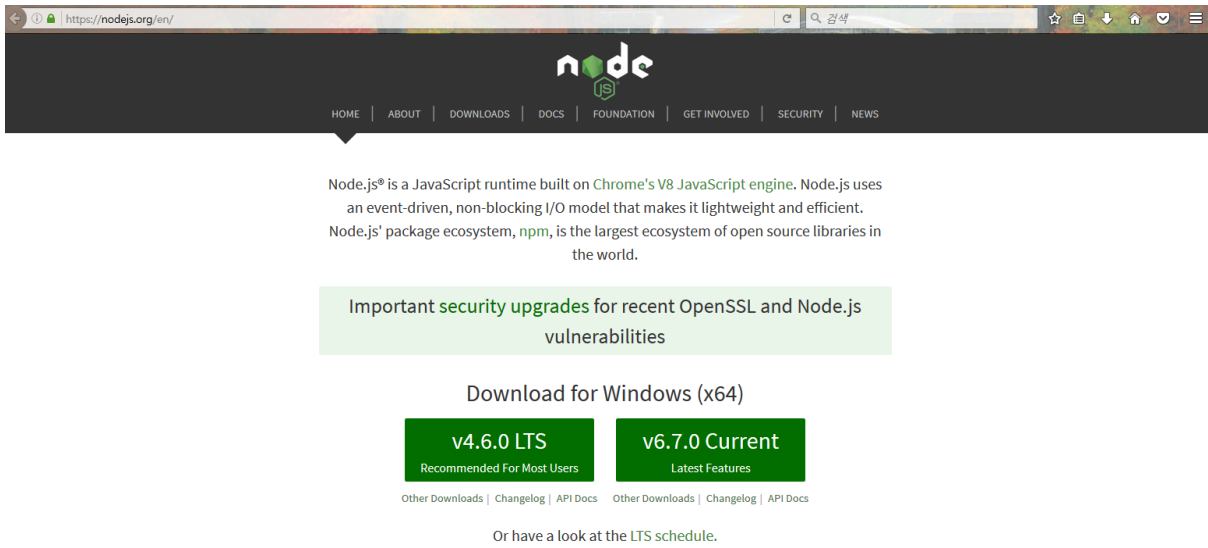 https://nodejs.org/en/
검색
node
JS
HOME | ABOUT | DOWNLOADS | DOCS | FOUNDATION | GET INVOLVED | SECURITY | NEWS
Node.js® is a JavaScript runtime built on Chrome's V8 JavaScript engine. Node.js uses
an event-driven, non-blocking I/O model that makes it lightweight and efficient.
Node.js' package ecosystem, npm, is the largest ecosystem of open source libraries in
the world.
Important security upgrades for recent OpenSSL and Node.js
vulnerabilities
Download for Windows (x64)
v4.6.0 LTS
Recommended For Most Users
v6.7.0 Current
Latest Features
Other Downloads | Changelog | API Docs
Other Downloads | Changelog | API Docs
Or have a look at the LTS schedule.